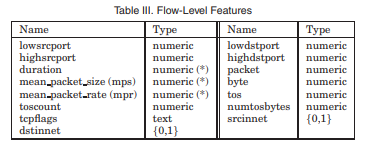 Table III. Flow-Level Features
Name Type Name Type
lowsrcport numeric lowdstport numeric
highsrcport numeric highdstport numeric
duration numeric (*) packet numeric
mean_packet_size (mps) numeric (*) byte numeric
mean_packet_rate (mpr) numeric (*) tos numeric
toscount numeric numtosbytes numeric
tcpflags text srcinnet {0,1}
dstinnet {0,1}